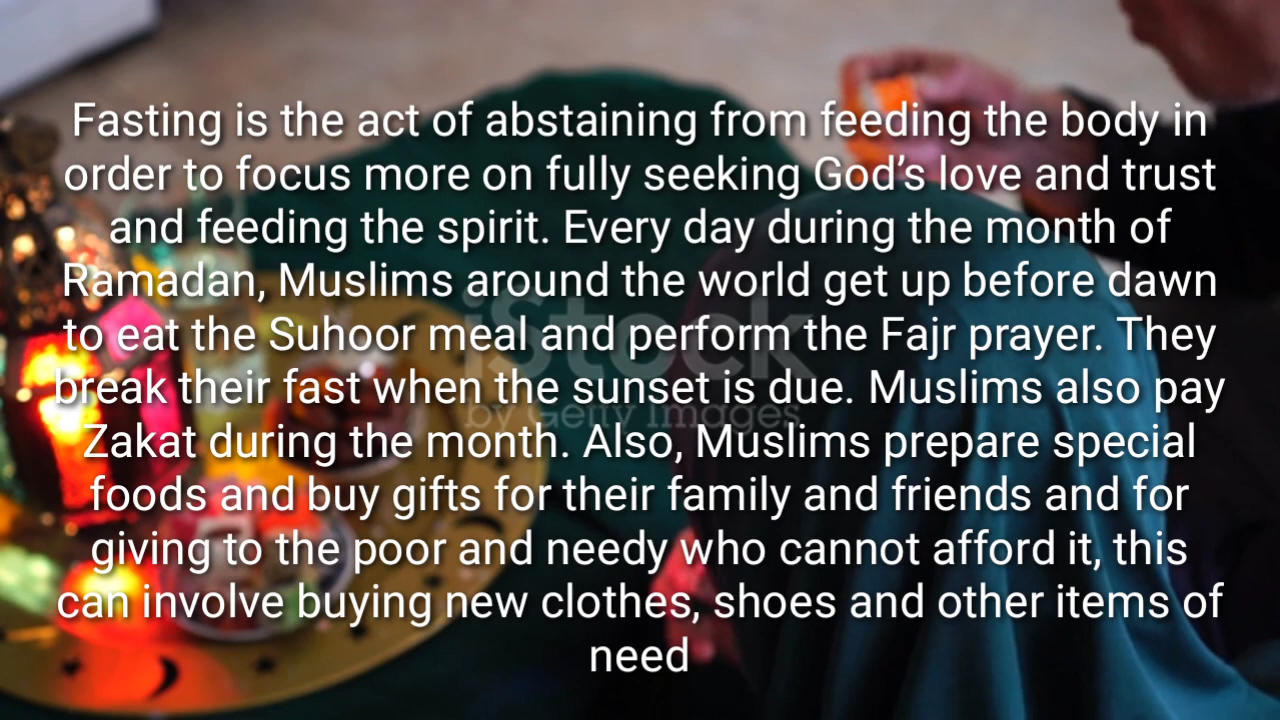 Fasting is the act of abstaining from feeding the body in
order to focus more on fully seeking God’s love and trust
and feeding the spirit. Every day during the month of
Ramadan, Muslims around the world get up before dawn
to eat the Suhoor meal and perform the Fajr prayer. They
break their fast when the sunset is due. Muslims also pay
Zakat during the month. Also, Muslims prepare special
foods and buy gifts for their family and friends and for
giving to the poor and needy who cannot afford it, this
can involve buying new clothes, shoes and other items of
need
iStock
by Getty Images